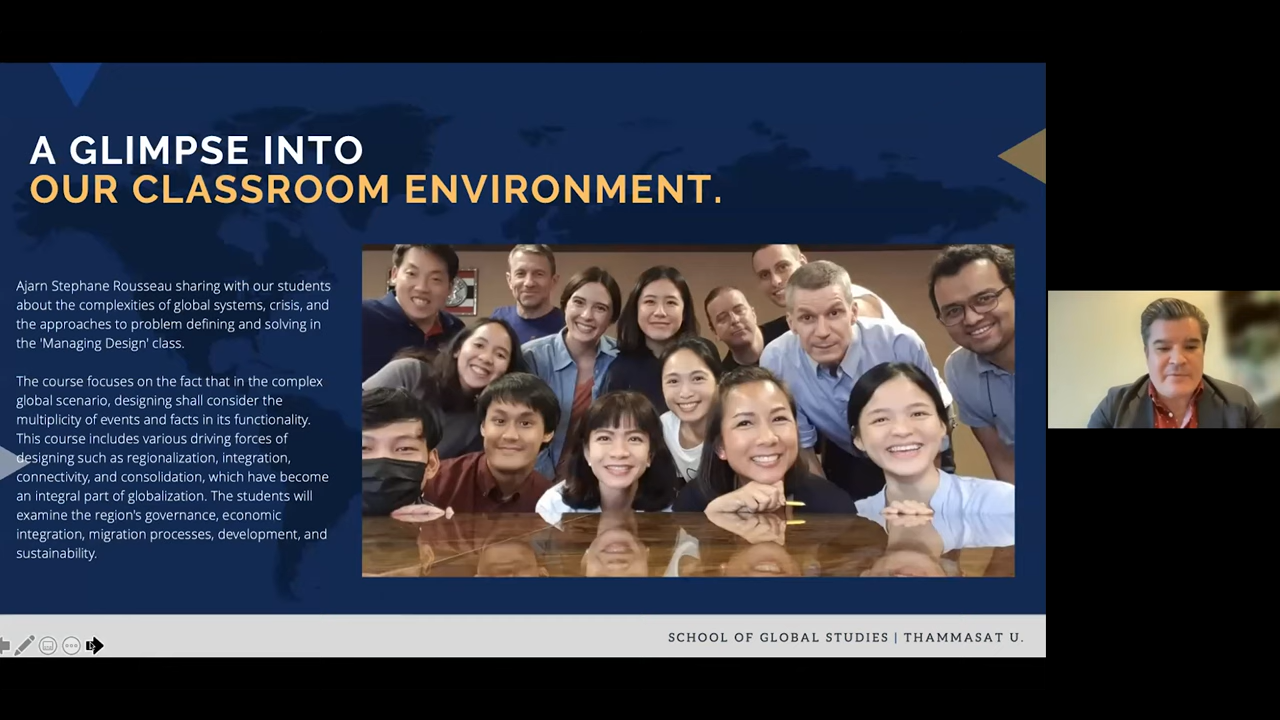 A GLIMPSE INTO
OUR CLASSROOM ENVIRONMENT.
Ajarn Stephane Rousseau sharing with our students
about the complexities of global systems, crisis, and
the approaches to problem defining and solving in
the 'Managing Design' class.
The course focuses on the fact that in the complex
global scenario, designing shall consider the
multiplicity of events and facts in its functionality.
This course includes various driving forces of
designing such as regionalization, integration,
connectivity, and consolidation, which have become
an integral part of globalization. The students will
examine the region's governance, economic
integration, migration processes, development, and
sustainability.
SCHOOL OF GLOBAL STUDIES | THAMMASAT U.